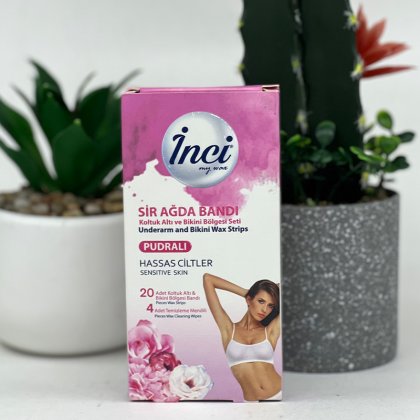 İnci
my wax
SİR AĞDA BANDI
Koltuk Altı ve Bikini Bölgesi Seti
Underarm and Bikini Wax Strips
PUDRALI
HASSAS CİLTLER
SENSITIVE SKIN
20 Adet Koltuk Altı &
Bikini Bölgesi Bandı
Pieces Wax Strips
4 Adet Temizleme Mendili
Pieces Wax Cleaning Wipes